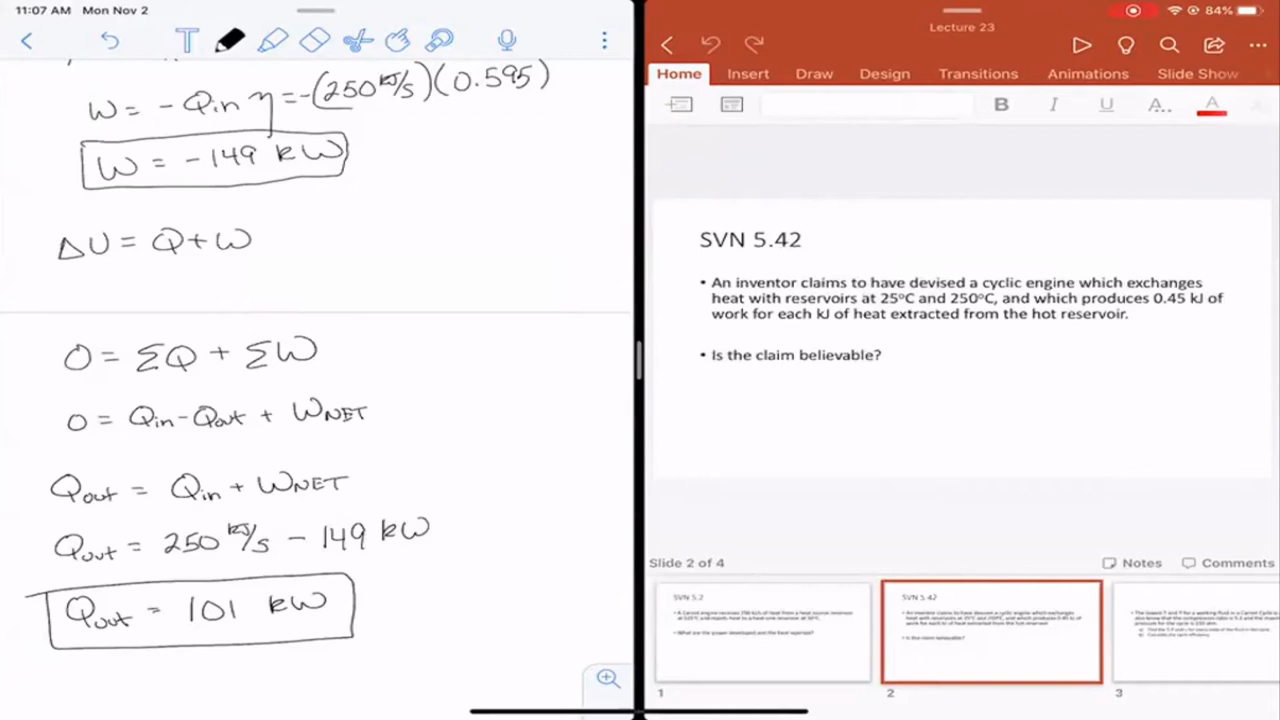 11:07 AM Mon Nov 2
W = - Qin η = -(250 kJ/s)(0.595)
W = -149 kW
ΔU = Q + W
0 = ΣQ + ΣW
0 = Qin - Qout + WNET
Qout = Qin + WNET
Qout = 250 kJ/s - 149 kW
Qout = 101 kW
84%
Lecture 23
Home Insert Draw Design Transitions Animations Slide Show
B I U A.. A
SVN 5.42
• An inventor claims to have devised a cyclic engine which exchanges
heat with reservoirs at 25°C and 250°C, and which produces 0.45 kJ of
work for each kJ of heat extracted from the hot reservoir.
• Is the claim believable?
Slide 2 of 4
Notes Comments
SVN 5.2
SVN 5.42
1
2
3